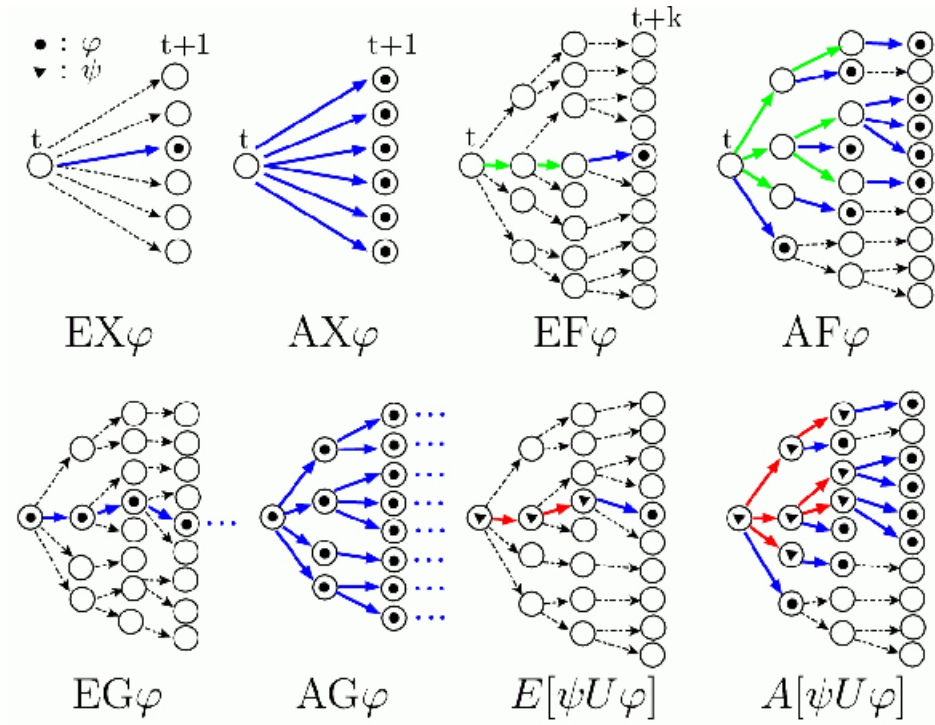 • : φ
▼ : ψ
t+1
t
t+1
t
t+k
t
t
EXφ
AXφ
EFφ
AFφ
EGφ
AGφ
E[ψUφ]
A[ψUφ]